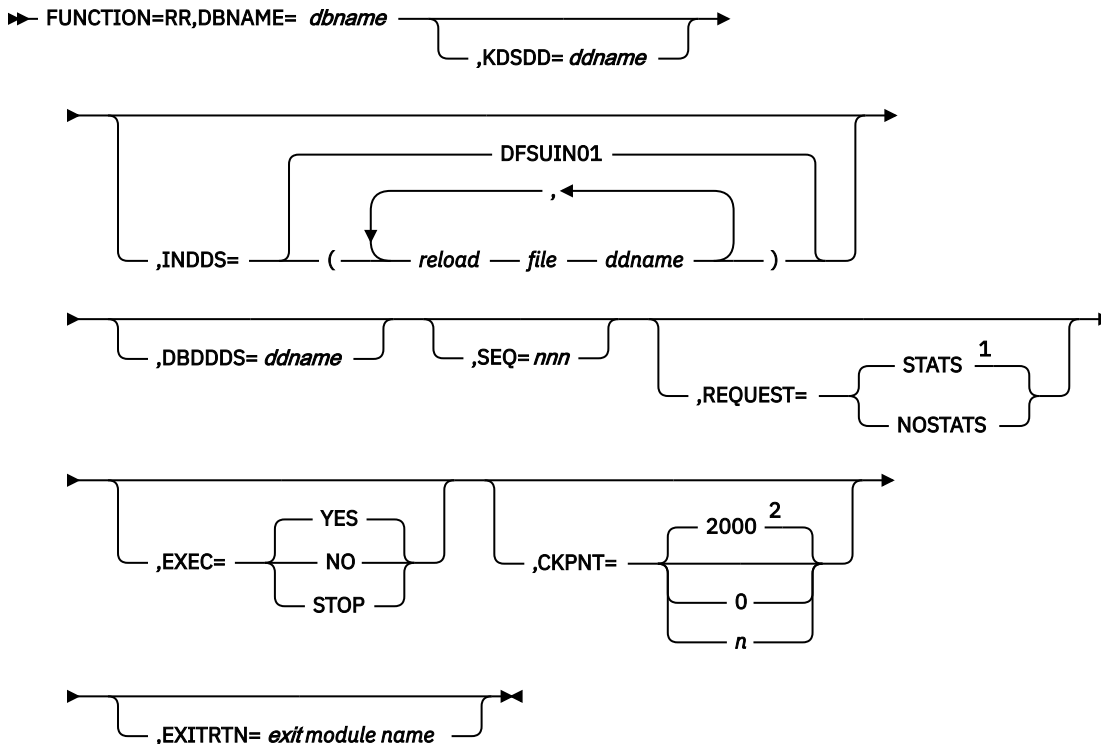 FUNCTION=RR,DBNAME= dbname
,KDSDD= ddname
DFSUIN01
,
,INDDS= ( reload file ddname )
,DBDDDS= ddname ,SEQ= nnn
STATS 1
,REQUEST=
NOSTATS
YES
,EXEC= NO
STOP
2000 2
,CKPNT=
0
n
,EXITRTN= exit module name